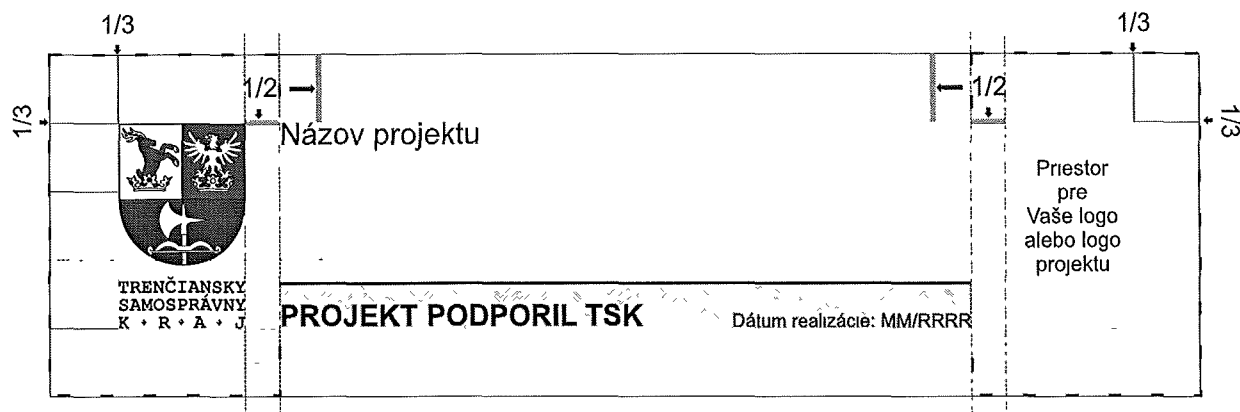 1/3
1/3
1/2
1/2
1/3
Názov projektu
1/3
Priestor
pre
Vaše logo
alebo logo
projektu
TRENČIANSKY
SAMOSPRÁVNY
K • R • A • J
PROJEKT PODPORIL TSK
Dátum realizácie: MM/RRRR